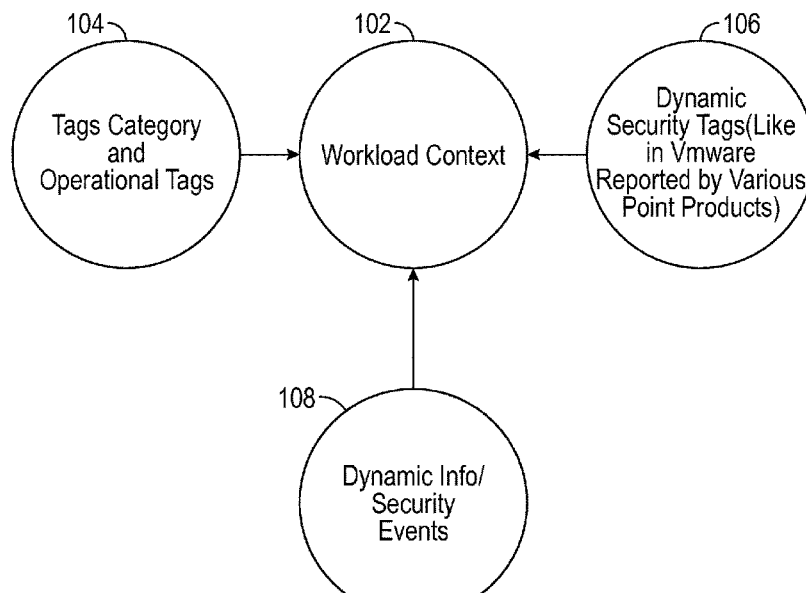 104
102
106
Tags Category
and
Operational Tags
Workload Context
Dynamic
Security Tags(Like
in Vmware
Reported by Various
Point Products)
108
Dynamic Info/
Security
Events